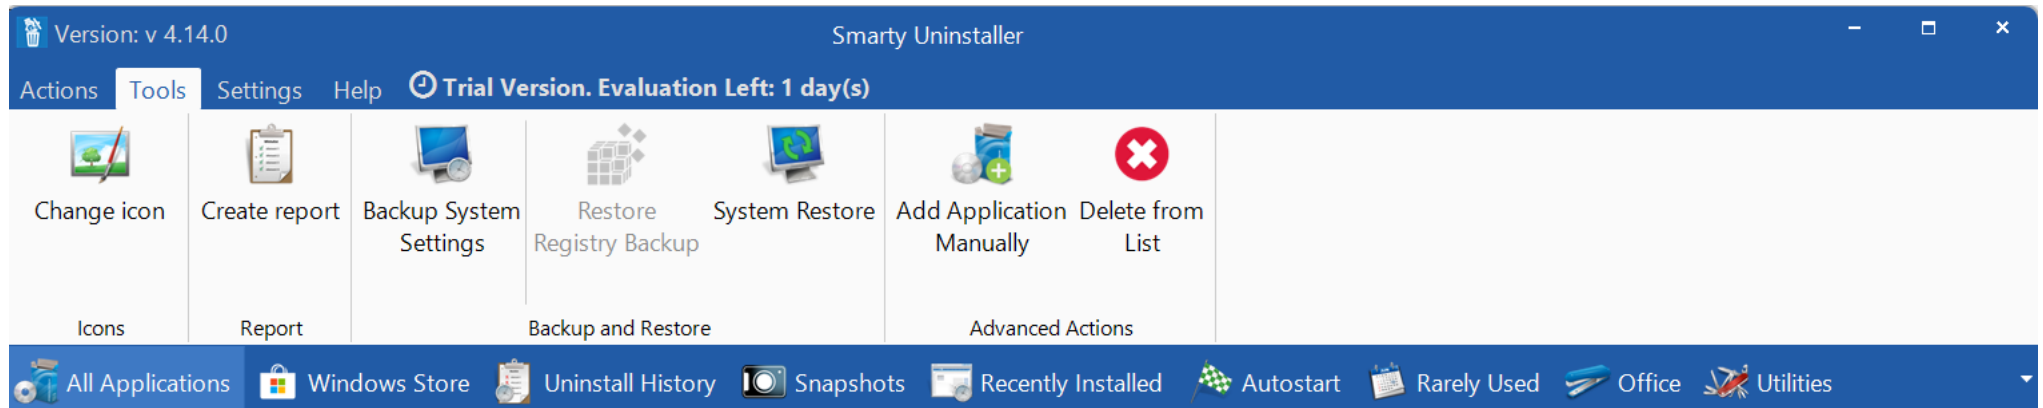 Version: v 4.14.0
Smarty Uninstaller
Actions Tools Settings Help Trial Version. Evaluation Left: 1 day(s)
Change icon
Create report
Backup System
Settings
Restore
Registry Backup
System Restore
Add Application
Manually
Delete from
List
Icons
Report
Backup and Restore
Advanced Actions
All Applications Windows Store Uninstall History Snapshots Recently Installed Autostart Rarely Used Office Utilities